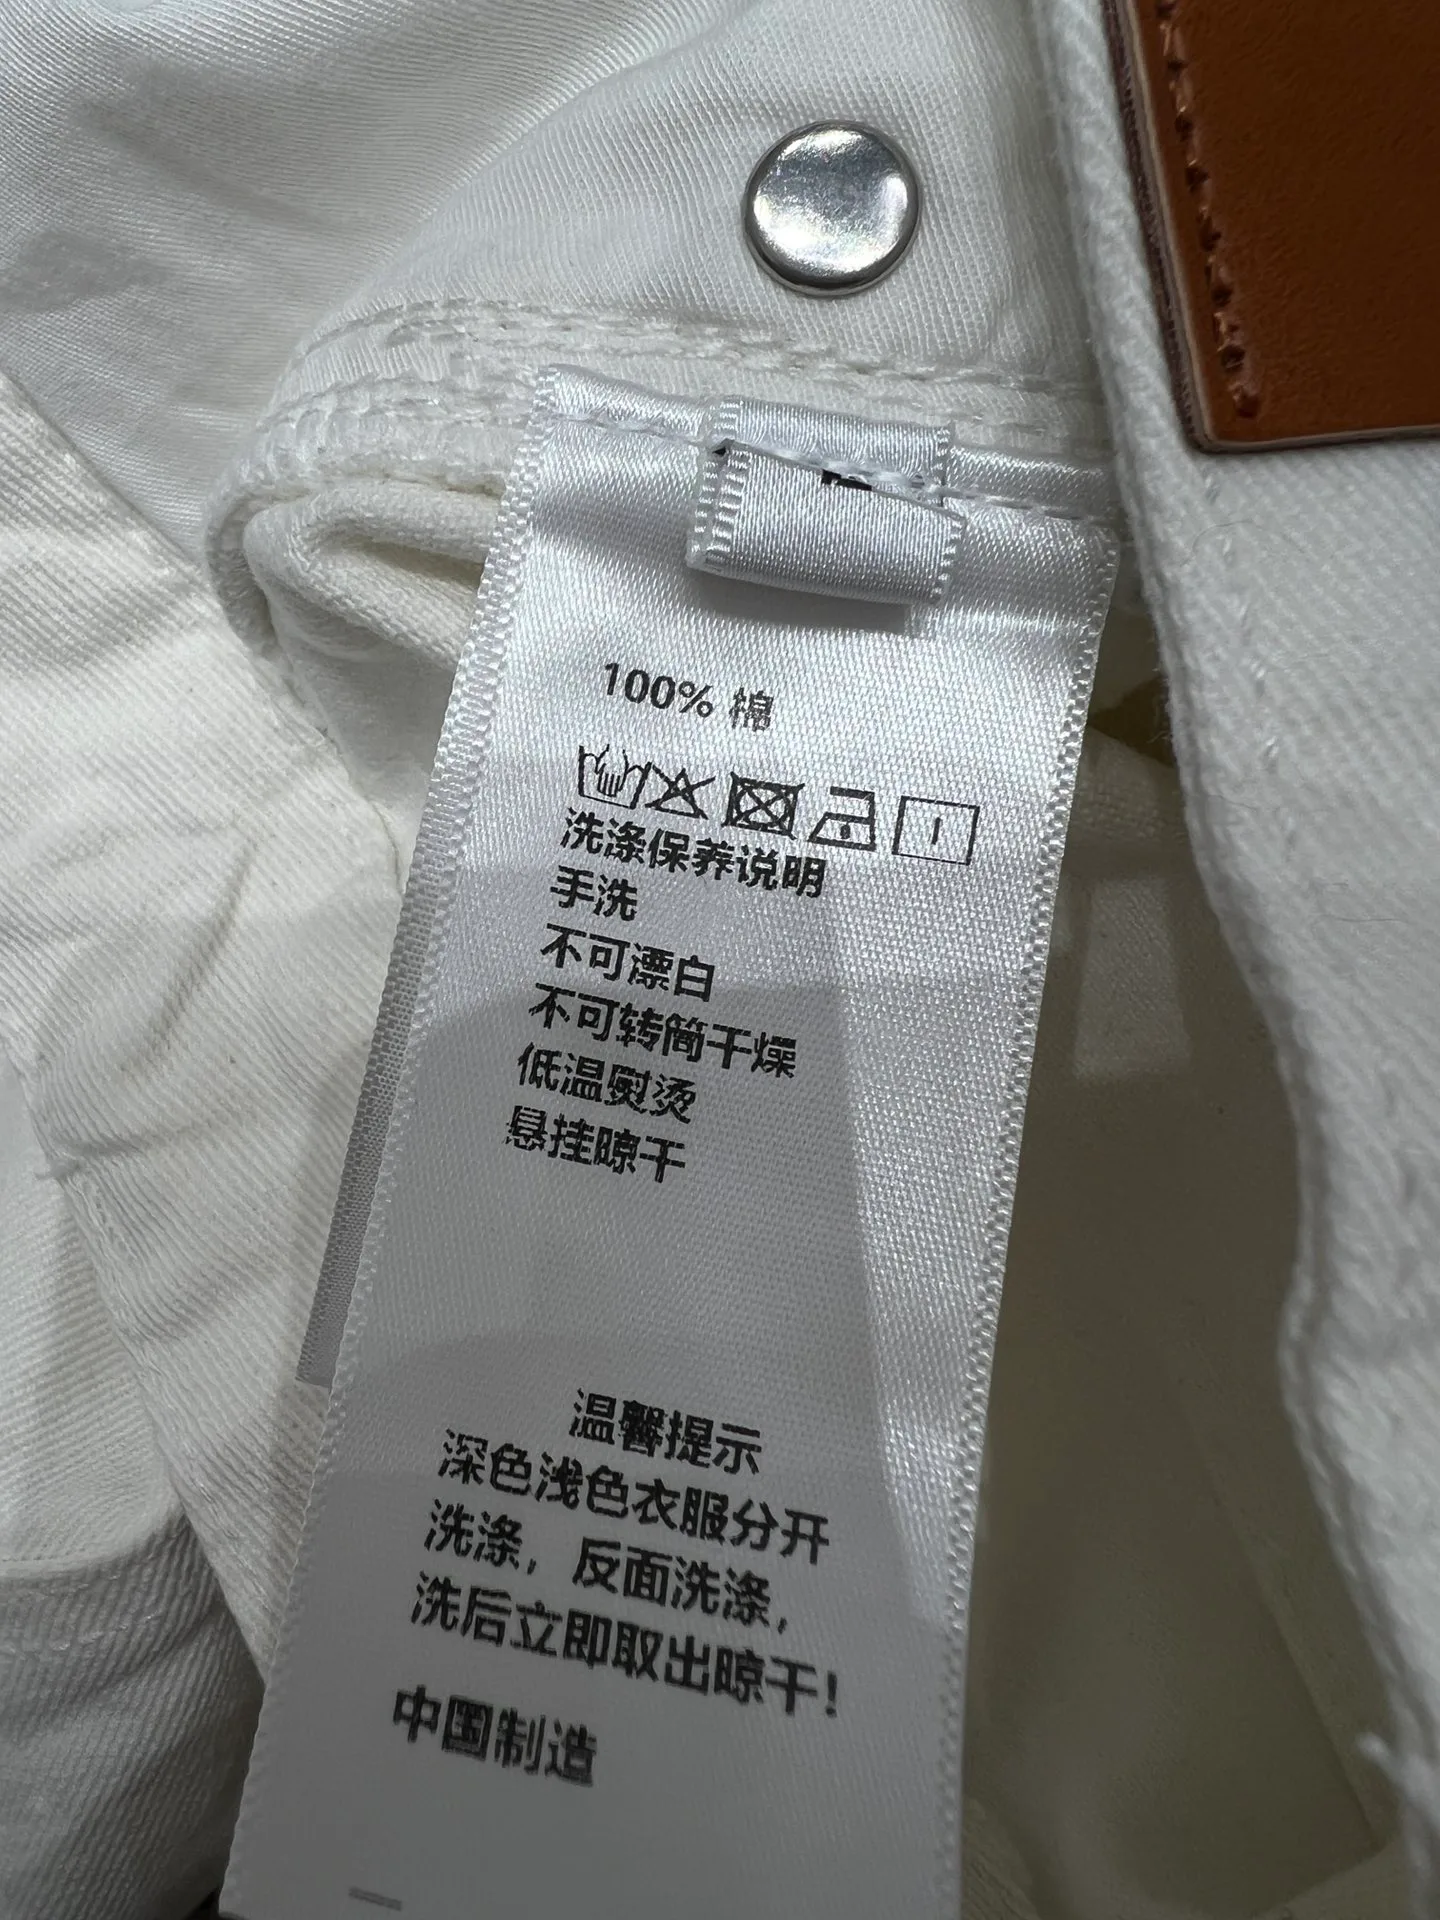 100% 棉
洗涤保养说明
手洗
不可漂白
不可转筒干燥
低温熨烫
悬挂晾干
温馨提示
深色浅色衣服分开
洗涤，反面洗涤，
洗后立即取出晾干！
中国制造